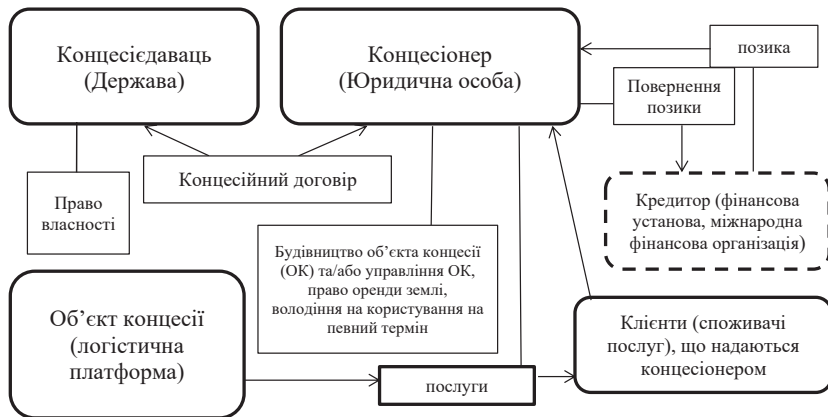 Концесієдаваць
(Держава)
Концесіонер
(Юридична особа)
позика
Повернення
позики
Концесійний договір
Право
власності
Кредитор (фінансова
установа, міжнародна
фінансова організація)
Будівництво об’єкта концесії
(ОК) та/або управління ОК,
право оренди землі,
володіння на користування на
певний термін
Об’єкт концесії
(логістична
платформа)
Клієнти (споживачі
послуг), що надаються
концесіонером
послуги